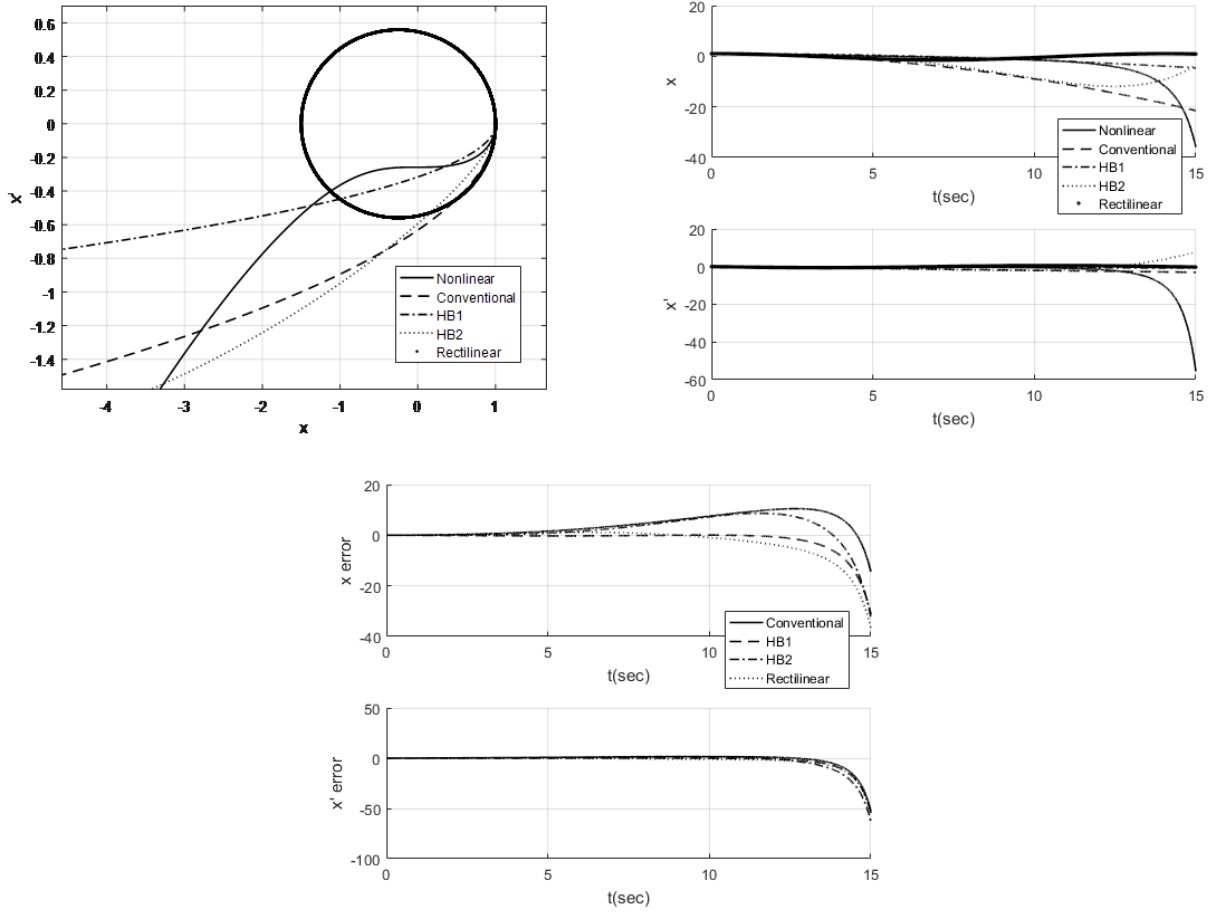 0.6
0.4
0.2
0
-0.2
-0.4
-0.6
-0.8
-1
-1.2
-1.4
x'
-4
-3
-2
-1
0
1
x
Nonlinear
Conventional
HB1
HB2
Rectilinear
20
0
-20
-40
x
0
5
10
15
t(sec)
Nonlinear
Conventional
HB1
HB2
Rectilinear
20
0
-20
-40
-60
x'
0
5
10
15
t(sec)
20
0
-20
-40
x error
0
5
10
15
t(sec)
Conventional
HB1
HB2
Rectilinear
50
0
-50
-100
x' error
0
5
10
15
t(sec)